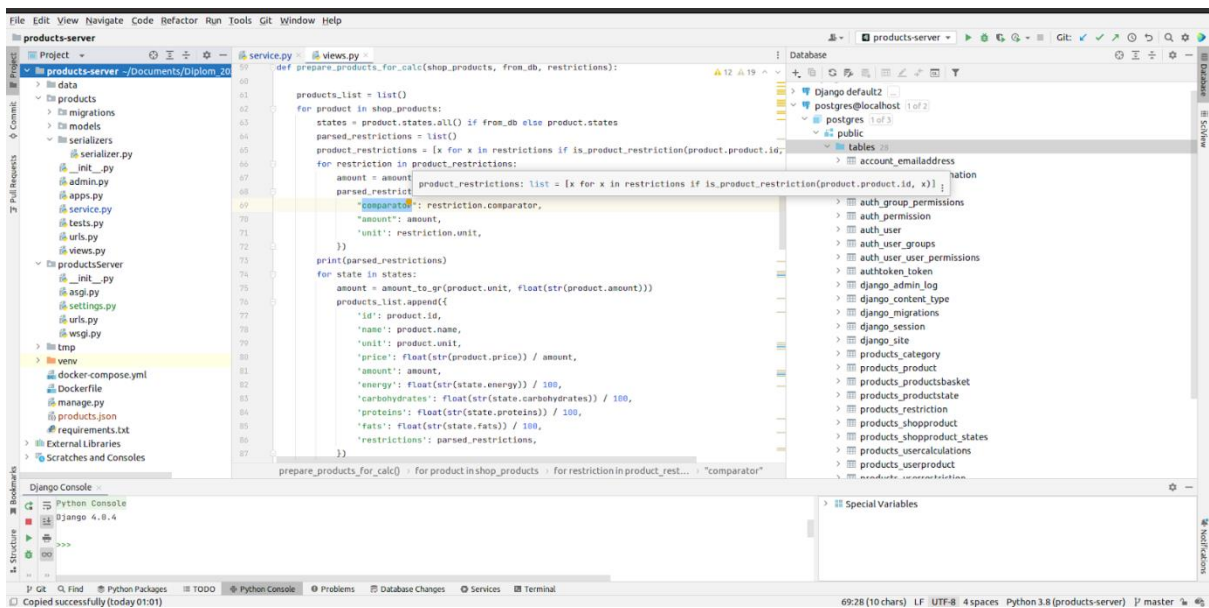 File Edit View Navigate Code Refactor Run Tools Git Window Help
products-server
products-server
Git:
Project
service.py
views.py
Database
products-server ~/Documents/Diplom_20
data
products
migrations
models
serializers
serializer.py
__init__.py
admin.py
apps.py
service.py
tests.py
urls.py
views.py
productsServer
__init__.py
asgi.py
settings.py
urls.py
wsgi.py
tmp
venv
docker-compose.yml
Dockerfile
manage.py
products.json
requirements.txt
External Libraries
Scratches and Consoles
12 19
59 def prepare_products_for_calc(shop_products, from_db, restrictions):
60
61 products_list = list()
62 for product in shop_products:
63 states = product.states.all() if from_db else product.states
64 parsed_restrictions = list()
65 product_restrictions = [x for x in restrictions if is_product_restriction(product.product.id,
66 for restriction in product_restrictions:
67 amount = amount
product_restrictions: list = [x for x in restrictions if is_product_restriction(product.product.id, x)]
68 parsed_restrict
69 "comparator": restriction.comparator,
70 "amount": amount,
71 'unit': restriction.unit,
72 })
73 print(parsed_restrictions)
74 for state in states:
75 amount = amount_to_gr(product.unit, float(str(product.amount)))
76 products_list.append({
77 'id': product.id,
78 'name': product.name,
79 'unit': product.unit,
80 'price': float(str(product.price)) / amount,
81 'amount': amount,
82 'energy': float(str(state.energy)) / 100,
83 'carbohydrates': float(str(state.carbohydrates)) / 100,
84 'proteins': float(str(state.proteins)) / 100,
85 'fats': float(str(state.fats)) / 100,
86 'restrictions': parsed_restrictions,
87 })
prepare_products_for_calc() › for product in shop_products › for restriction in product_rest... › "comparator"
Django default2 ...
postgres@localhost 1 of 2
postgres 1 of 3
public
tables 28
account_emailaddress
mation
auth_group_permissions
auth_permission
auth_user
auth_user_groups
auth_user_user_permissions
authtoken_token
django_admin_log
django_content_type
django_migrations
django_session
django_site
products_category
products_product
products_productsbasket
products_productstate
products_restriction
products_shopproduct
products_shopproduct_states
products_usercalculations
products_userproduct
products_userrestriction
Project
Commit
Pull Requests
Bookmarks
Structure
Database
SciView
Notifications
Django Console
Python Console
Django 4.0.4
>>>
Special Variables
Git Find Python Packages TODO Python Console Problems Database Changes Services Terminal
Copied successfully (today 01:01)
69:28 (10 chars) LF UTF-8 4 spaces Python 3.8 (products-server) master